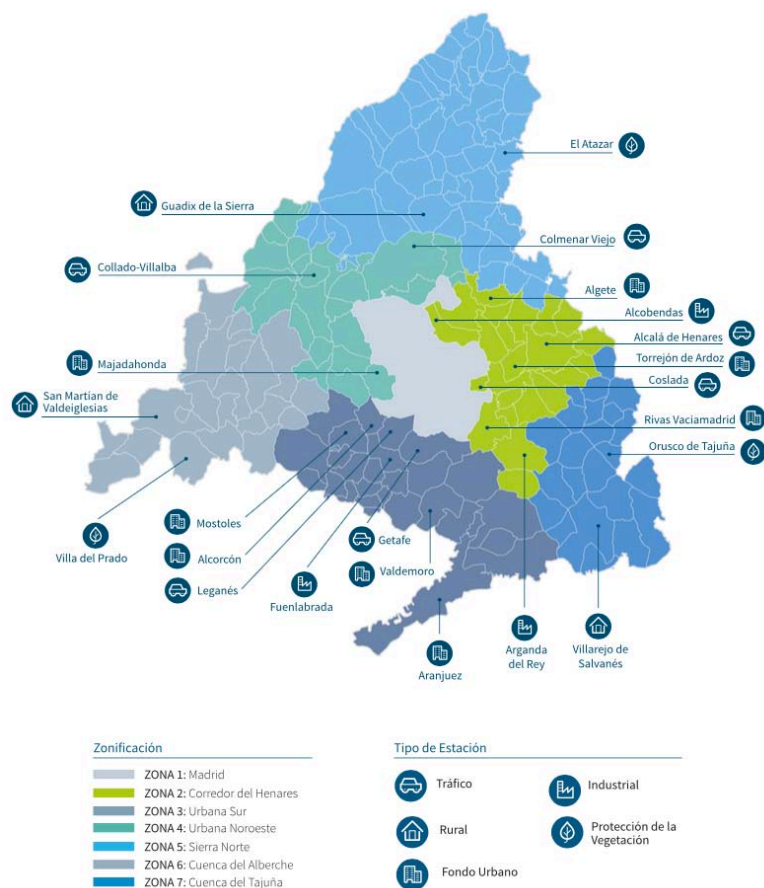 El Atazar
Guadix de la Sierra
Colmenar Viejo
Collado-Villalba
Algete
Alcobendas
Alcalá de Henares
Torrejón de Ardoz
Majadahonda
Coslada
San Martían de
Valdeiglesias
Rivas Vaciamadrid
Orusco de Tajuña
Mostoles
Villa del Prado
Alcorcón
Getafe
Leganés
Valdemoro
Fuenlabrada
Aranjuez
Arganda
del Rey
Villarejo de
Salvanés
Zonificación
ZONA 1: Madrid
ZONA 2: Corredor del Henares
ZONA 3: Urbana Sur
ZONA 4: Urbana Noroeste
ZONA 5: Sierra Norte
ZONA 6: Cuenca del Alberche
ZONA 7: Cuenca del Tajuña
Tipo de Estación
Tráfico
Industrial
Rural
Protección de la
Vegetación
Fondo Urbano